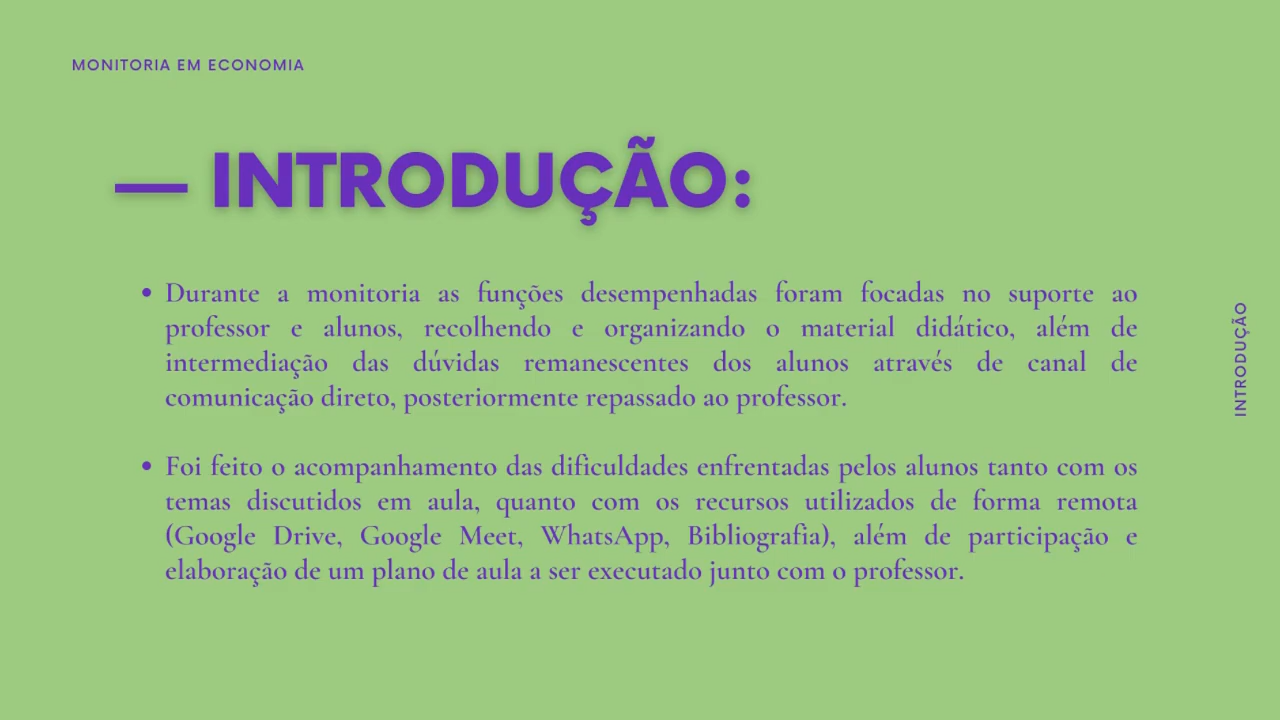 MONITORIA EM ECONOMIA
— INTRODUÇÃO:
• Durante a monitoria as funções desempenhadas foram focadas no suporte ao
professor e alunos, recolhendo e organizando o material didático, além de
intermediação das dúvidas remanescentes dos alunos através de canal de
comunicação direto, posteriormente repassado ao professor.
• Foi feito o acompanhamento das dificuldades enfrentadas pelos alunos tanto com os
temas discutidos em aula, quanto com os recursos utilizados de forma remota
(Google Drive, Google Meet, WhatsApp, Bibliografia), além de participação e
elaboração de um plano de aula a ser executado junto com o professor.
INTRODUÇÃO